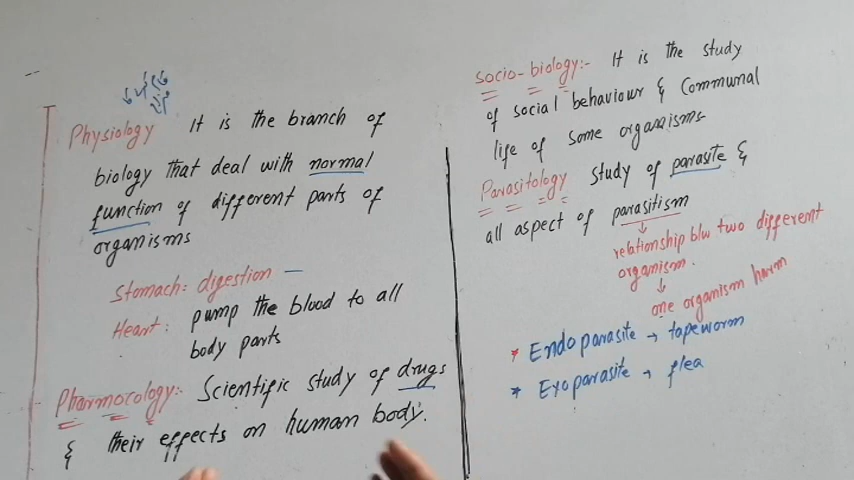 Physiology It is the branch of
biology that deal with normal
function of different parts of
organisms
Stomach: digestion –
Heart: pump the blood to all
body parts
Pharmocology:- Scientific study of drugs
& their effects on human body.
Socio-biology:- It is the study
of social behaviour & Communal
life of some organisms
Parasitology study of parasite &
all aspect of parasitism
relationship b/w two different
organism.
one organism harm
* Endoparasite → tapeworm
* Exoparasite → flea